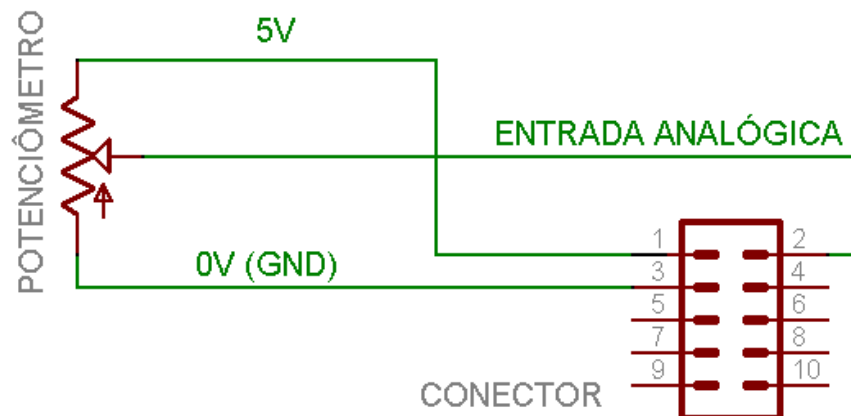 POTENCIÔMETRO
5V
ENTRADA ANALÓGICA
0V (GND)
1 2
3 4
5 6
7 8
9 10
CONECTOR